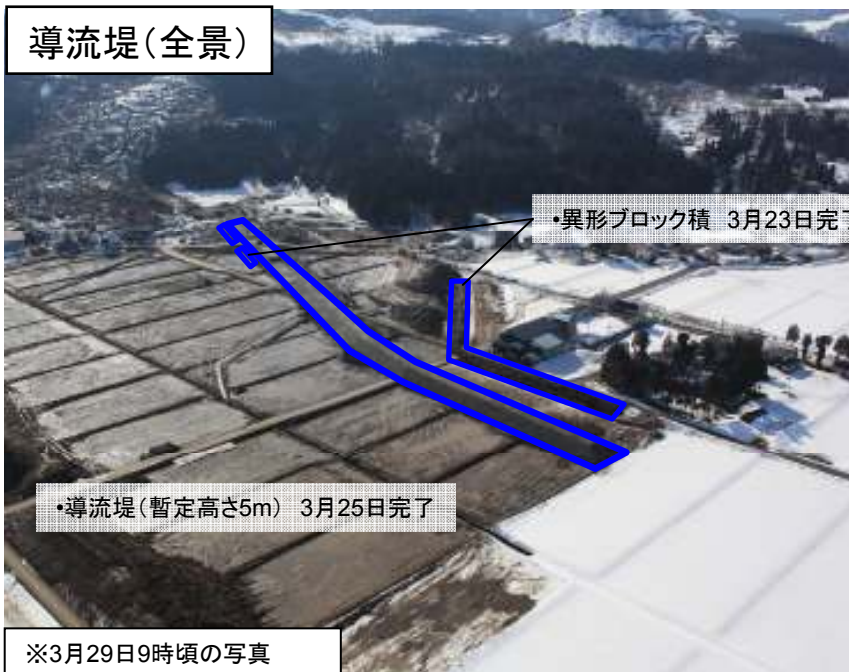 導流堤(全景)
・異形ブロック積 3月23日完了
・導流堤(暫定高さ5m) 3月25日完了
※3月29日9時頃の写真